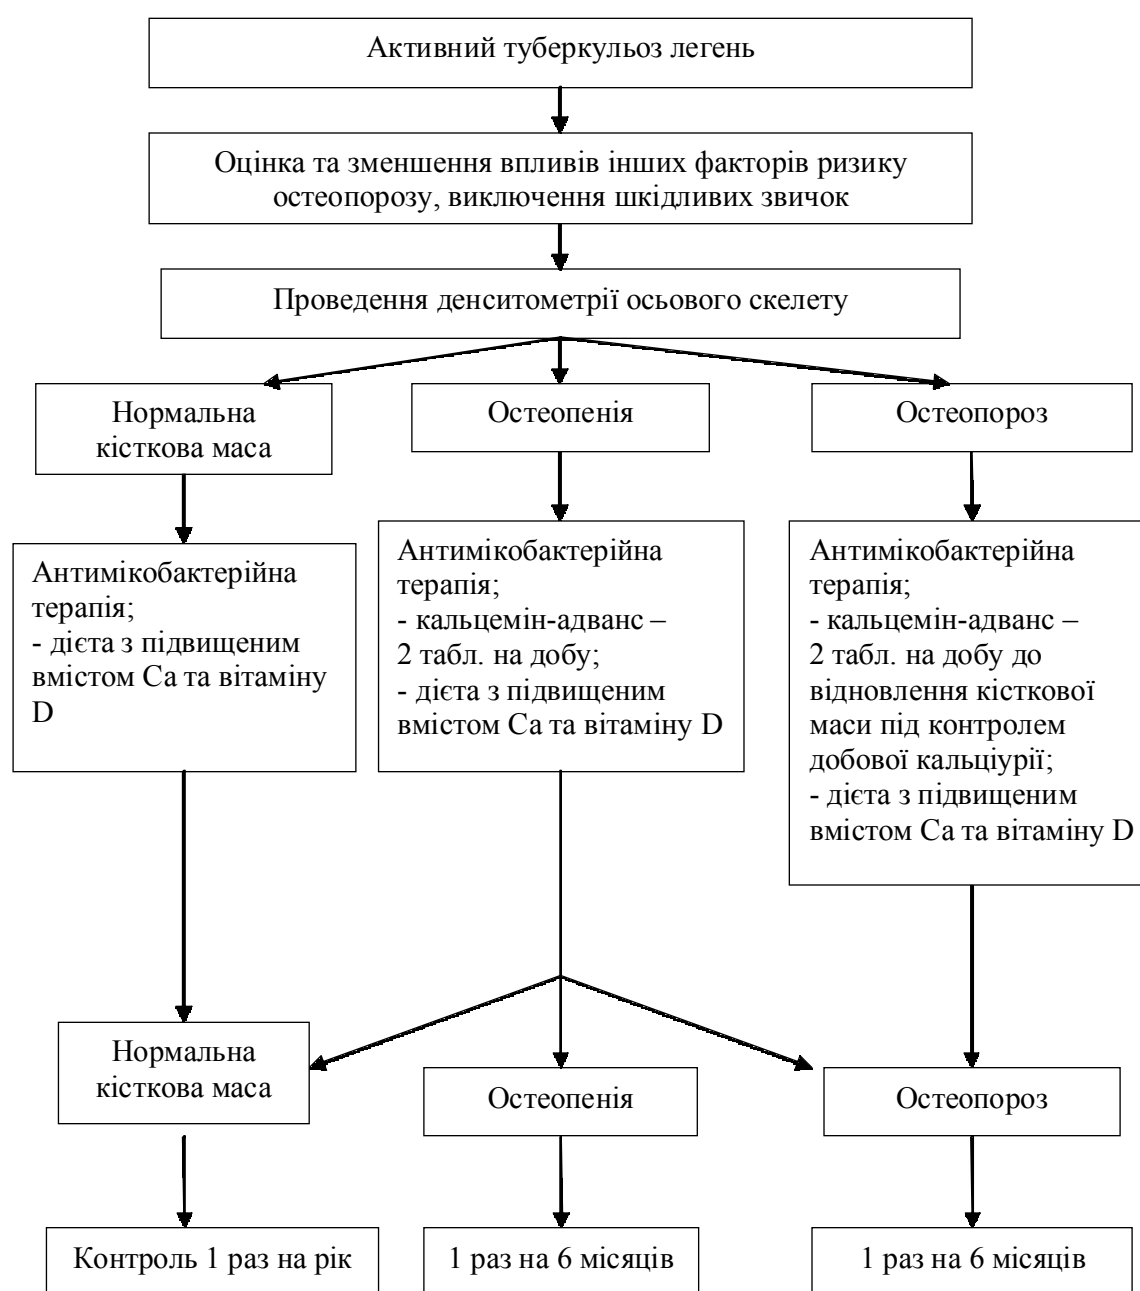 Активний туберкульоз легень
Оцінка та зменшення впливів інших факторів ризику
остеопорозу, виключення шкідливих звичок
Проведення денситометрії осьового скелету
Нормальна
кісткова маса
Остеопенія
Остеопороз
Антимікобактерійна
терапія;
- дієта з підвищеним
вмістом Са та вітаміну
D
Антимікобактерійна
терапія;
- кальцемін-адванс –
2 табл. на добу;
- дієта з підвищеним
вмістом Са та вітаміну D
Антимікобактерійна
терапія;
- кальцемін-адванс –
2 табл. на добу до
відновлення кісткової
маси під контролем
добової кальціурії;
- дієта з підвищеним
вмістом Са та вітаміну D
Нормальна
кісткова маса
Остеопенія
Остеопороз
Контроль 1 раз на рік
1 раз на 6 місяців
1 раз на 6 місяців